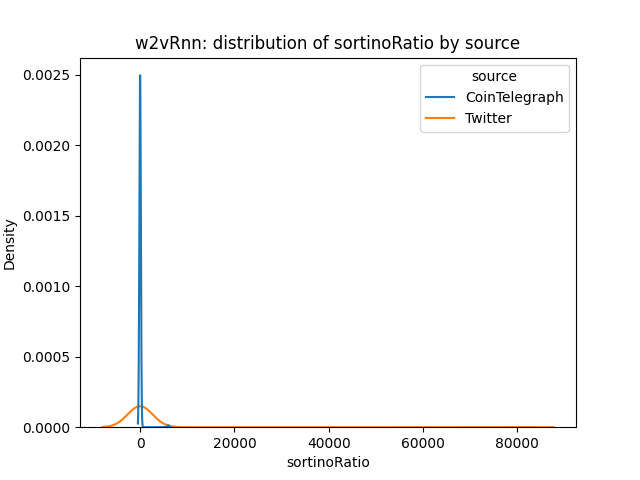 w2vRnn: distribution of sortinoRatio by source
source
CoinTelegraph
Twitter
0.0025
0.0020
0.0015
0.0010
0.0005
0.0000
Density
0
20000
40000
60000
80000
sortinoRatio